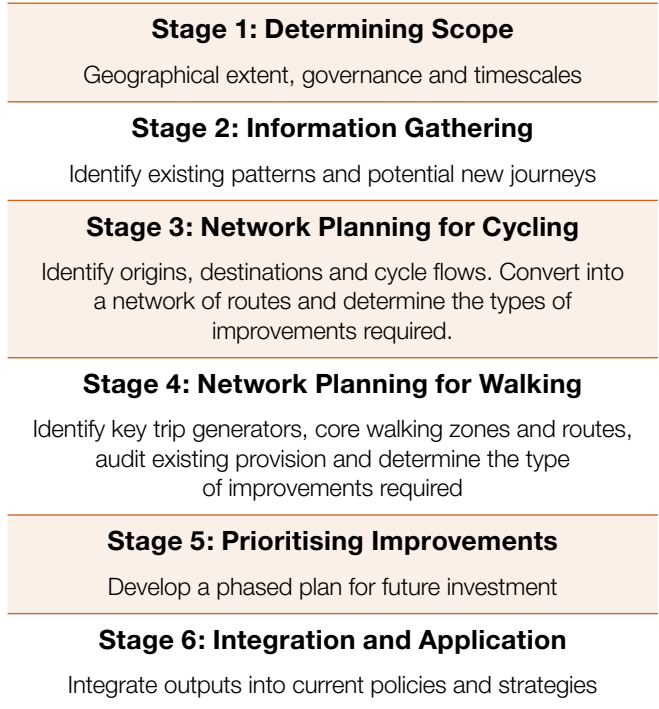 Stage 1: Determining Scope
Geographical extent, governance and timescales
Stage 2: Information Gathering
Identify existing patterns and potential new journeys
Stage 3: Network Planning for Cycling
Identify origins, destinations and cycle flows. Convert into
a network of routes and determine the types of
improvements required.
Stage 4: Network Planning for Walking
Identify key trip generators, core walking zones and routes,
audit existing provision and determine the type
of improvements required
Stage 5: Prioritising Improvements
Develop a phased plan for future investment
Stage 6: Integration and Application
Integrate outputs into current policies and strategies